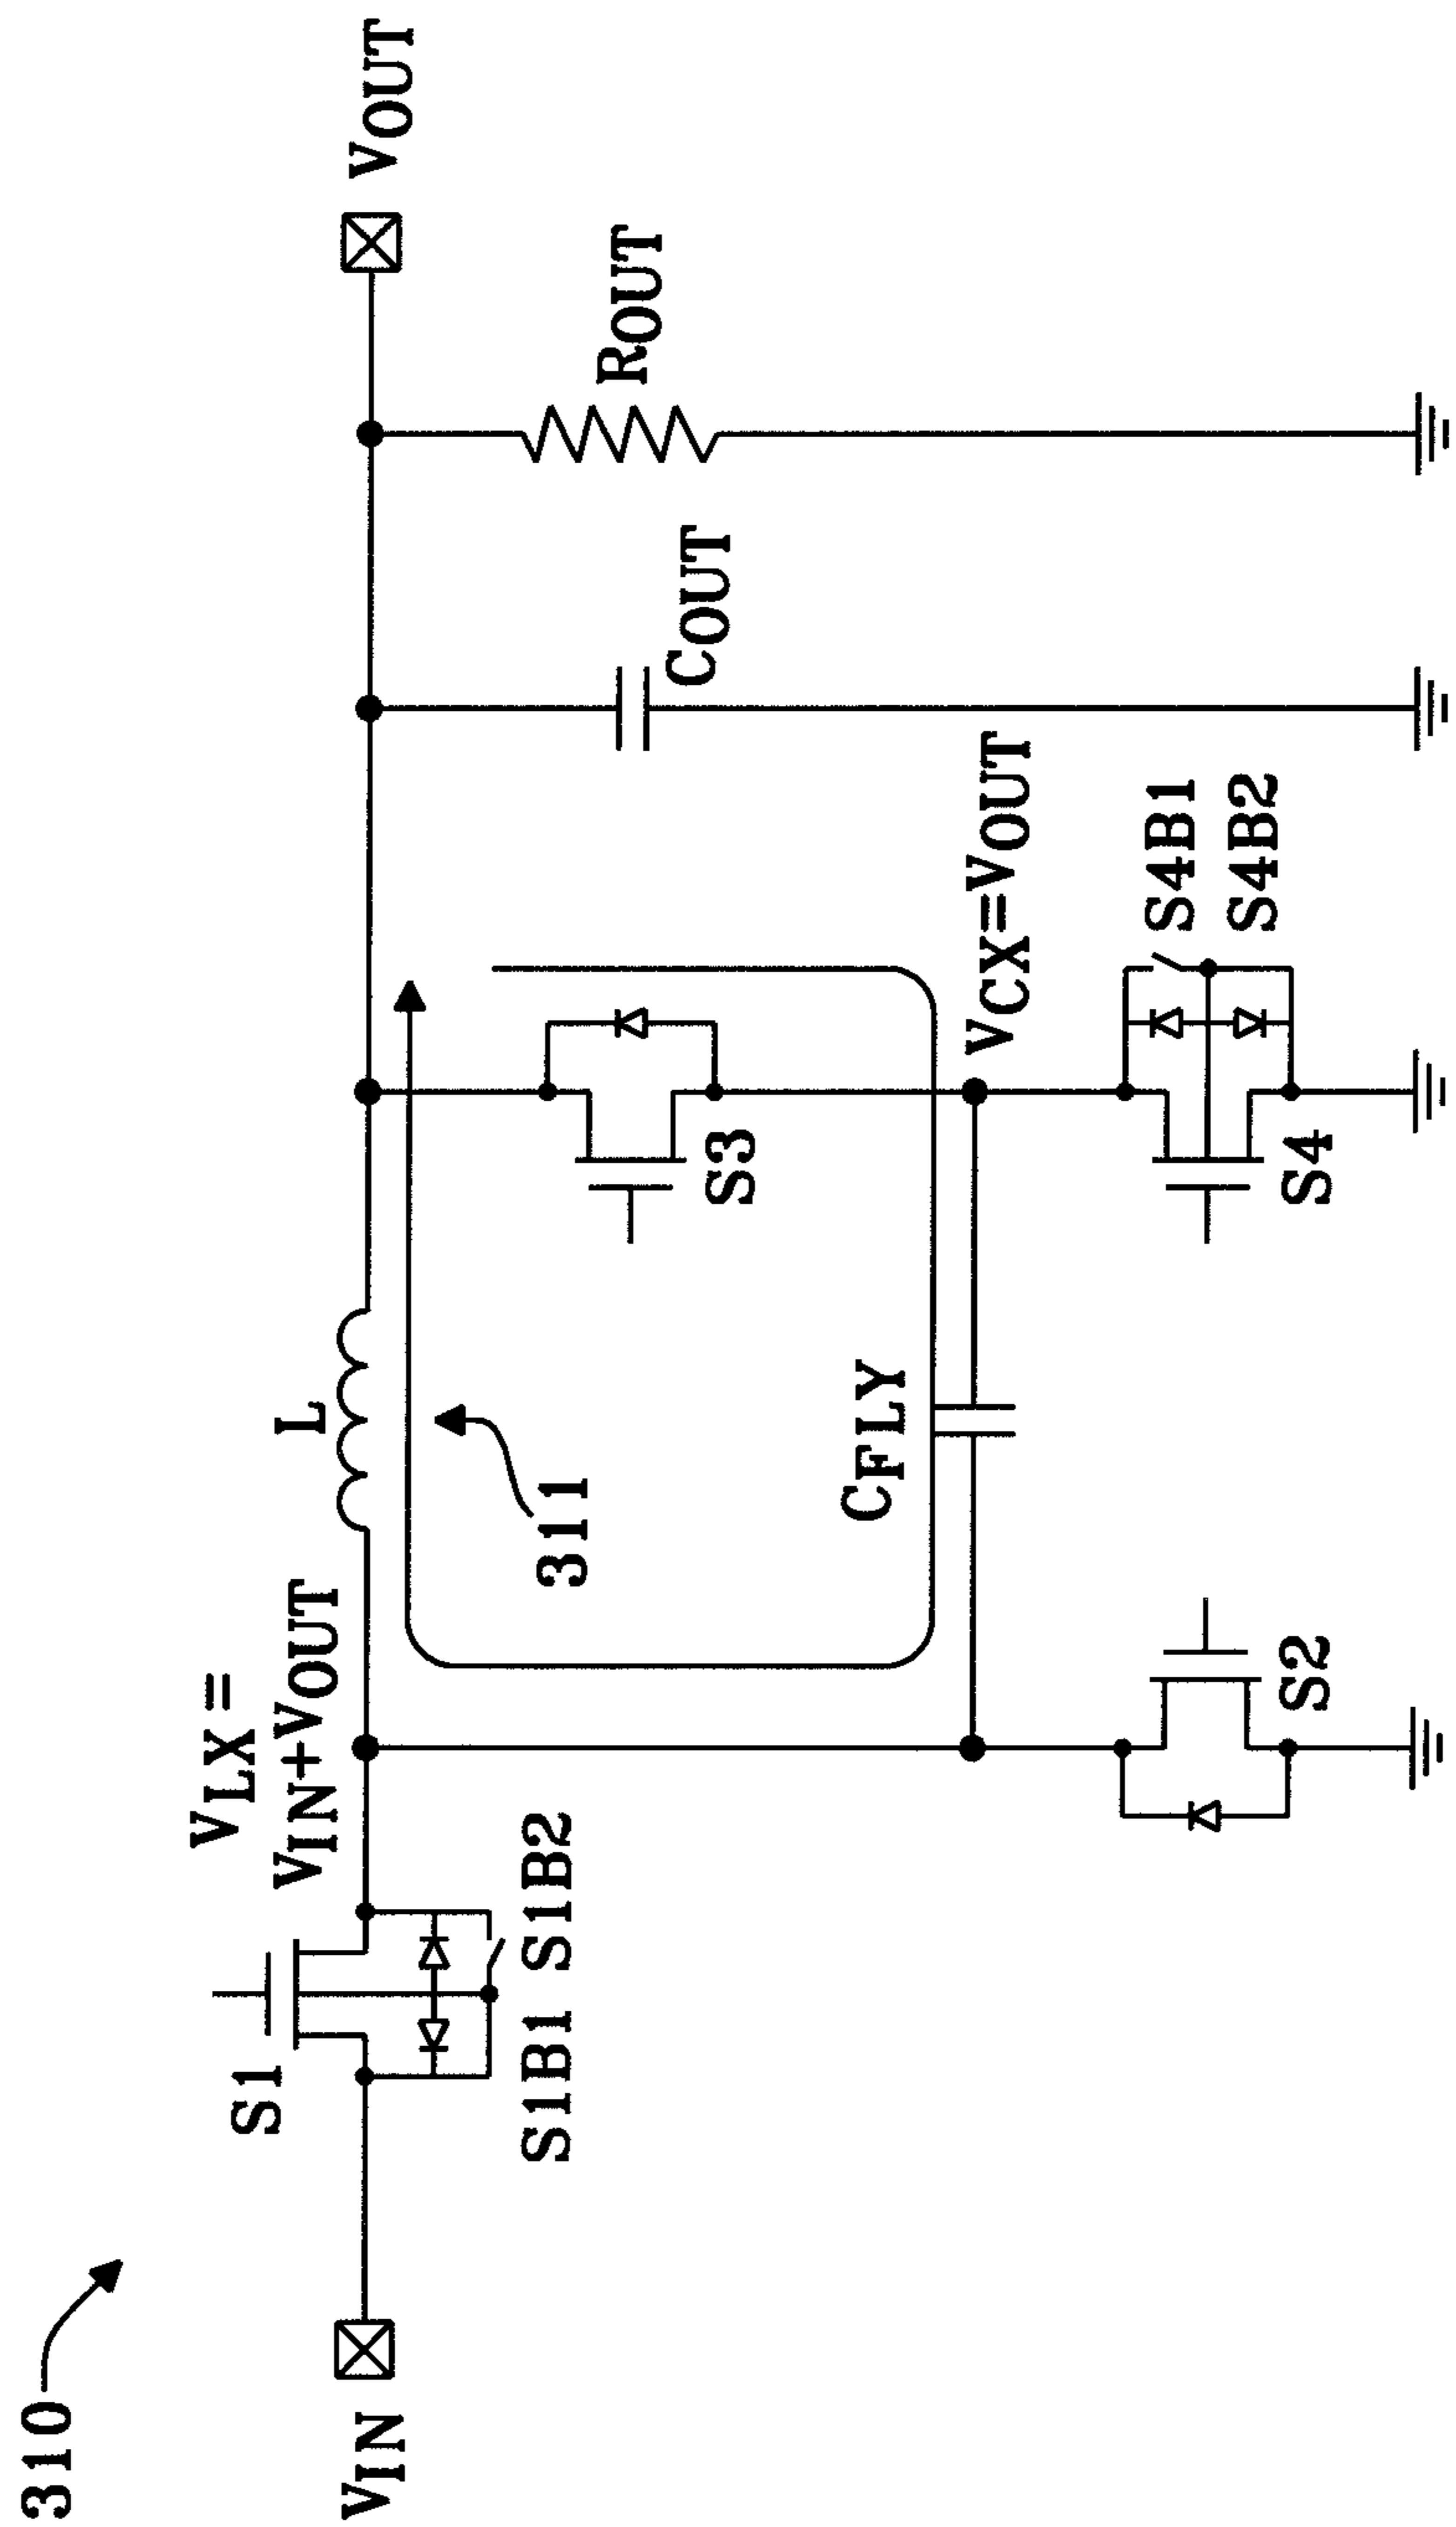 310
VIN
S1
S1B1 S1B2
VLX=
VIN+VOUT
L
311
CFLY
S2
S3
VCX=VOUT
S4
S4B1
S4B2
COUT
ROUT
VOUT